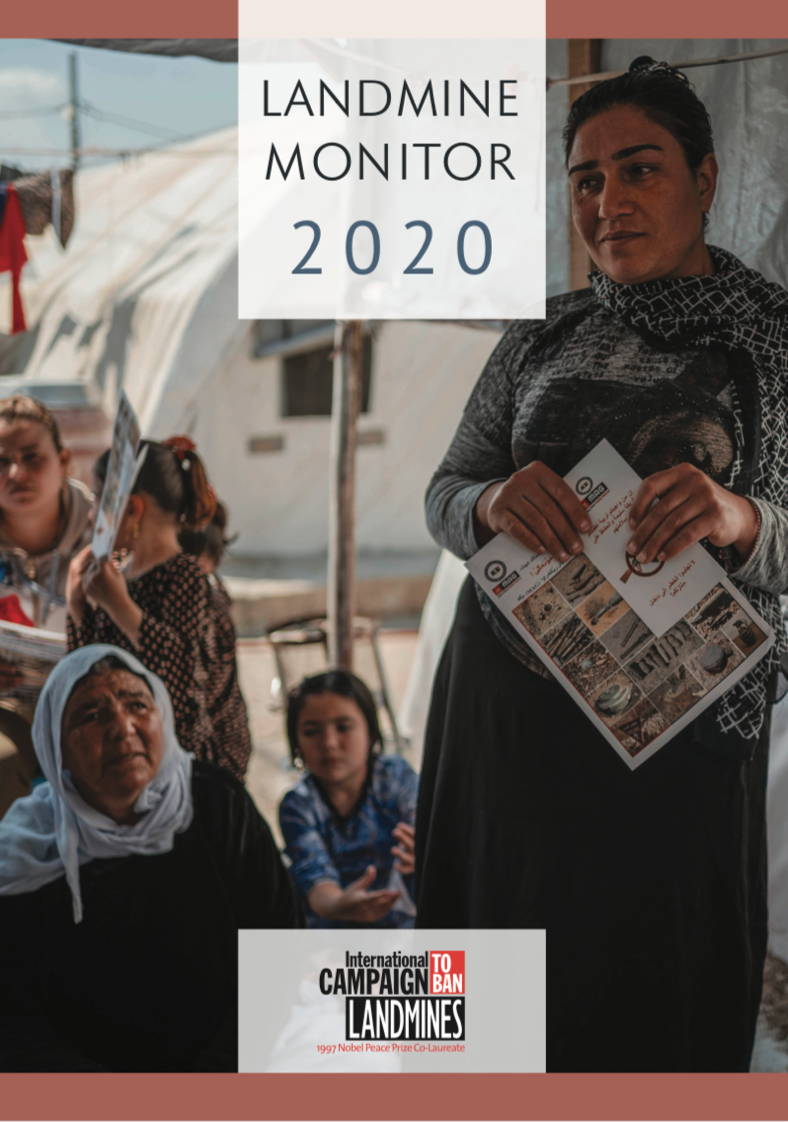 LANDMINE
MONITOR
2020
International
CAMPAIGN
TO
BAN
LANDMINES
1997 Nobel Peace Prize Co-Laureate